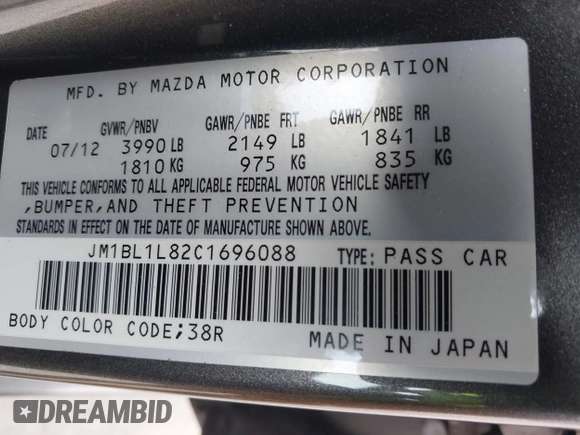 MFD. BY MAZDA MOTOR CORPORATION
DATE GVWR/PNBV GAWR/PNBE FRT GAWR/PNBE RR
07/12 3990 LB 2149 LB 1841 LB
1810 KG 975 KG 835 KG
THIS VEHICLE CONFORMS TO ALL APPLICABLE FEDERAL MOTOR VEHICLE SAFETY
,BUMPER,AND THEFT PREVENTION
STANDARDS IN EFFECT ON THE DATE OF MANUFACTURE SHOWN ABOVE.
JM1BL1L82C1696088 TYPE: PASS CAR
BODY COLOR CODE;38R MADE IN JAPAN
DREAMBID